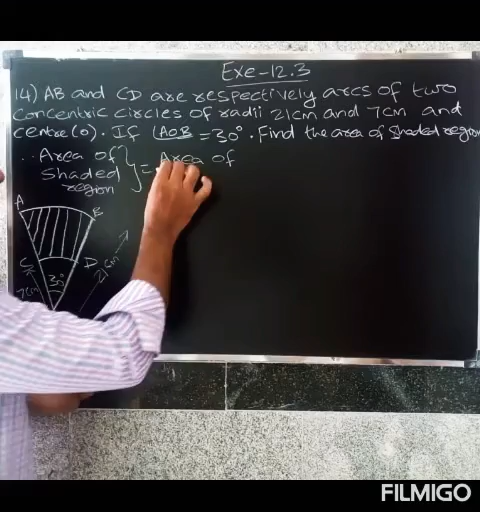 Exe-12.3
14) AB and CD are respectively arcs of two
concentric circles of radii 21cm and 7cm and
centre(o). If ∠AOB = 30°. Find the area of shaded region
∴ Area of } = Area of
shaded
region
A
B
C
D
30°
7cm
21cm
FILMIGO